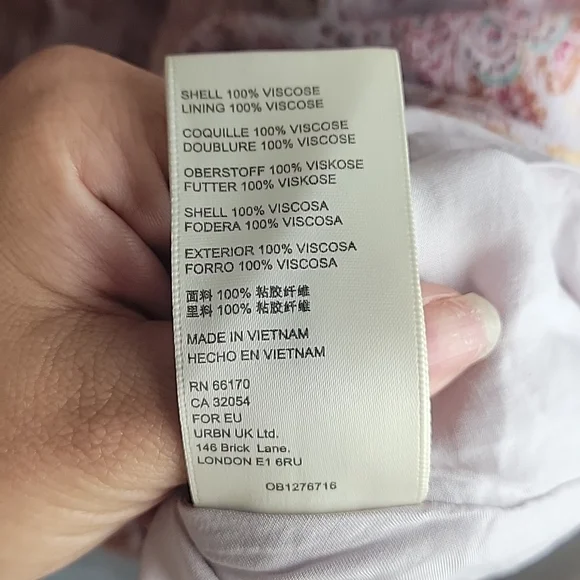 SHELL 100% VISCOSE
LINING 100% VISCOSE
COQUILLE 100% VISCOSE
DOUBLURE 100% VISCOSE
OBERSTOFF 100% VISKOSE
FUTTER 100% VISKOSE
SHELL 100% VISCOSA
FODERA 100% VISCOSA
EXTERIOR 100% VISCOSA
FORRO 100% VISCOSA
面料 100% 粘胶纤维
里料 100% 粘胶纤维
MADE IN VIETNAM
HECHO EN VIETNAM
RN 66170
CA 32054
FOR EU
URBN UK Ltd.
146 Brick Lane.
LONDON E1 6RU
OB1276716